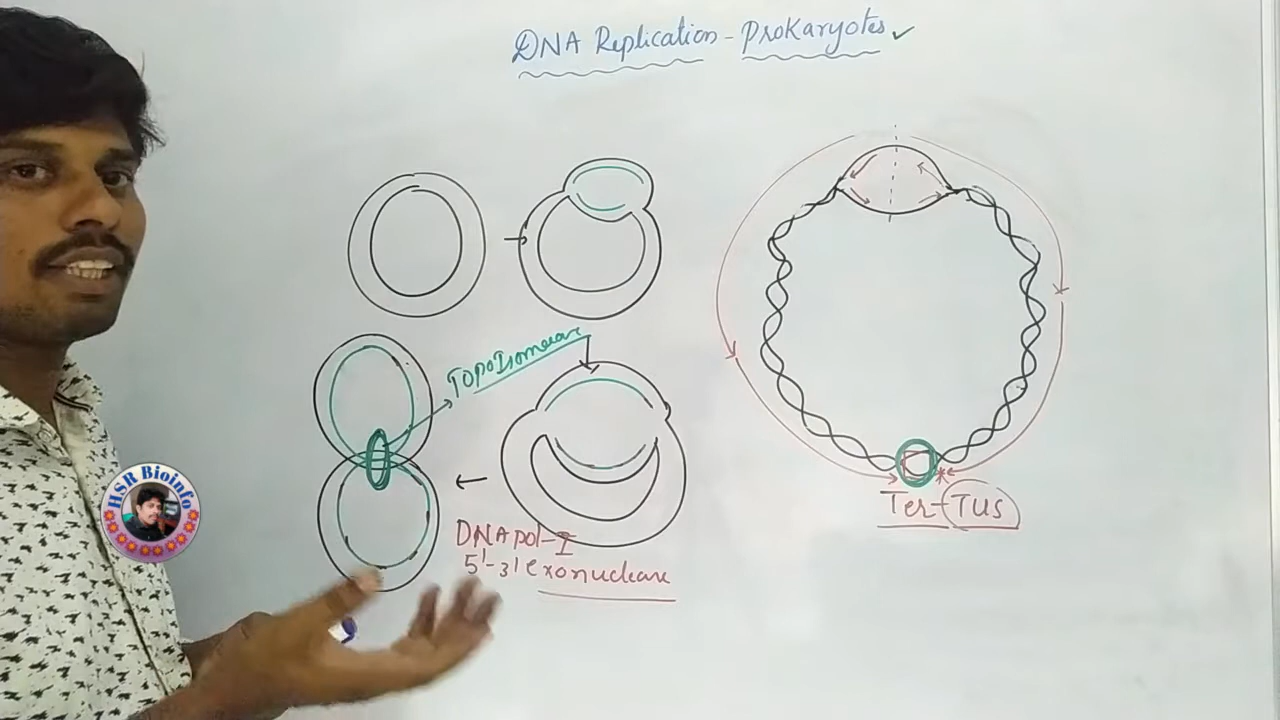 DNA Replication - Prokaryotes
TopoIsomerase
DNA pol-I
5'-3' exonuclease
Ter-TUS
HSR Bioinfo